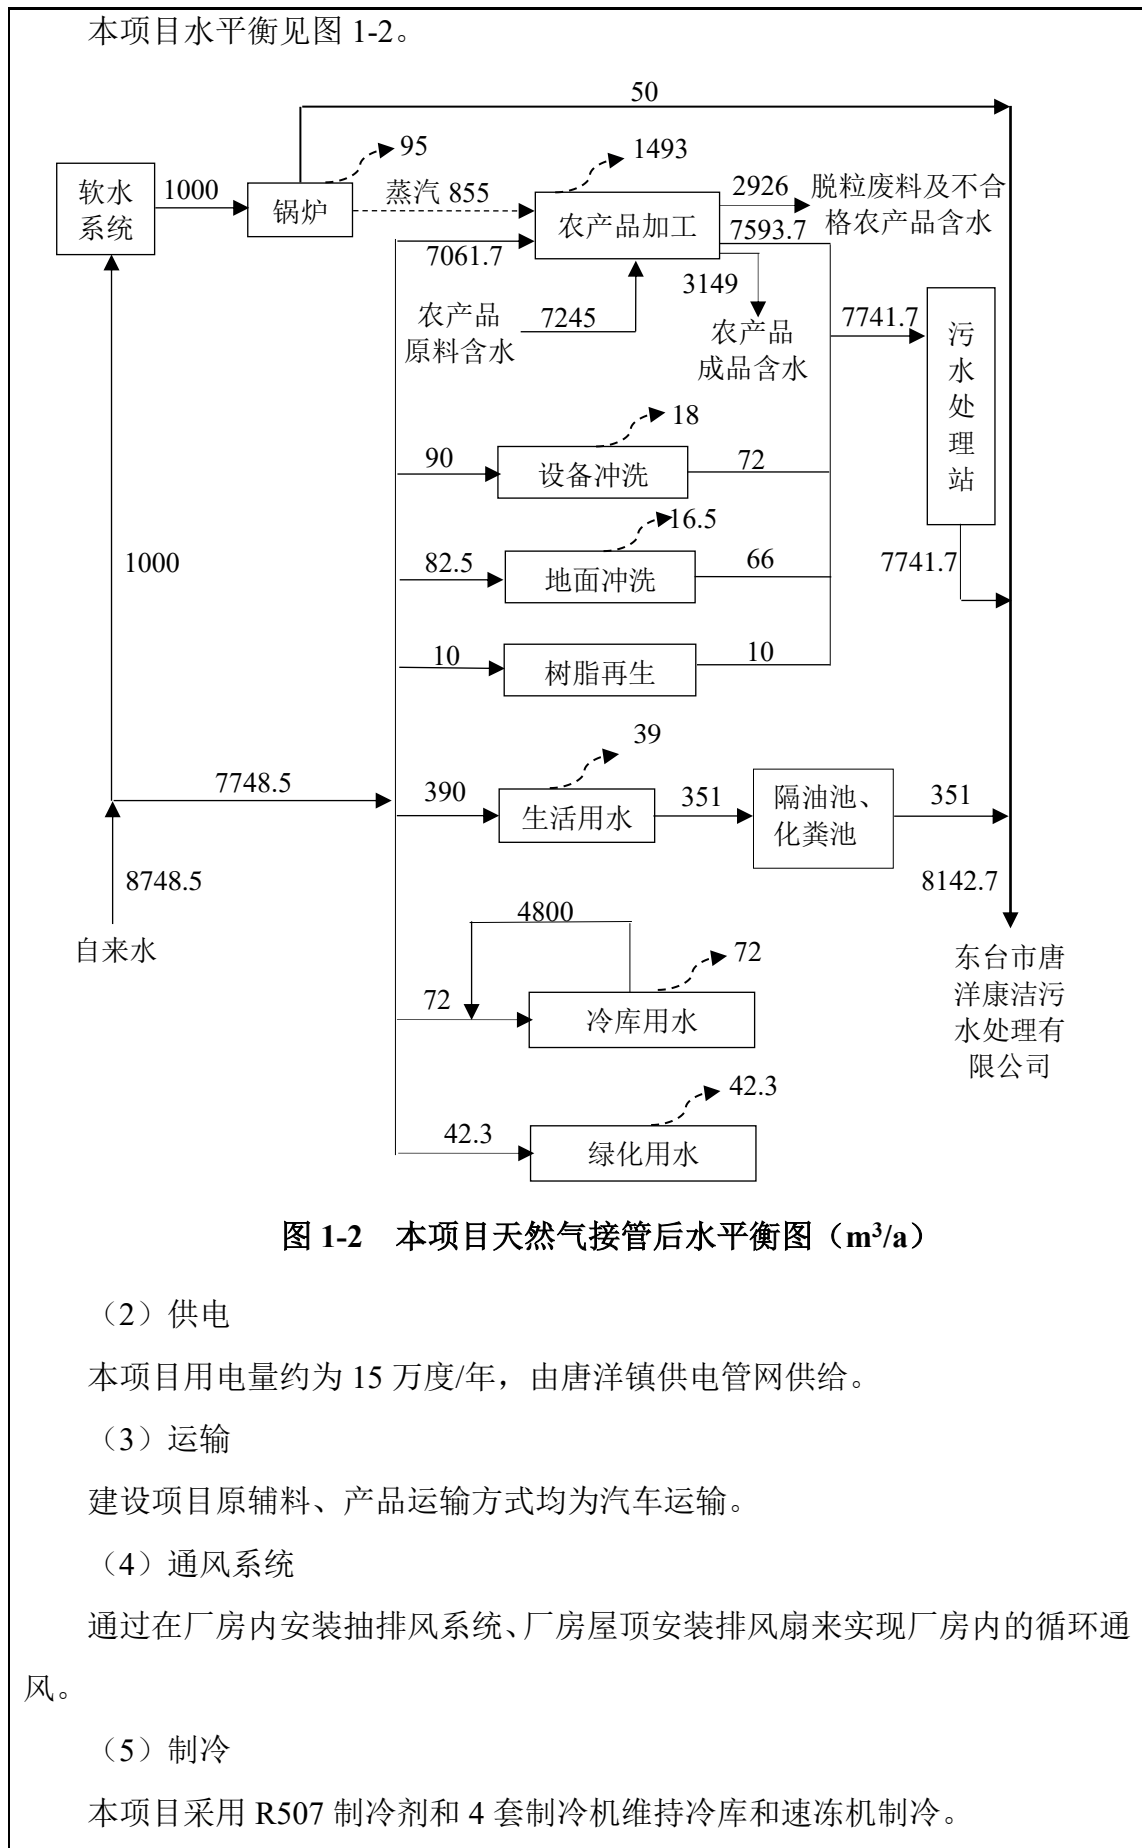 本项目水平衡见图 1-2。
50
95
1493
软水
系统
1000
锅炉
蒸汽 855
农产品加工
2926
脱粒废料及不合
格农产品含水
7061.7
7593.7
3149
农产品
原料含水
7245
农产品
成品含水
7741.7
污
水
处
理
站
18
90
设备冲洗
72
16.5
1000
82.5
地面冲洗
66
7741.7
10
树脂再生
10
39
7748.5
390
生活用水
351
隔油池、
化粪池
351
8748.5
8142.7
自来水
4800
72
72
冷库用水
东台市唐
洋康洁污
水处理有
限公司
42.3
42.3
绿化用水
图 1-2 本项目天然气接管后水平衡图（m³/a）
（2）供电
本项目用电量约为 15 万度/年，由唐洋镇供电管网供给。
（3）运输
建设项目原辅料、产品运输方式均为汽车运输。
（4）通风系统
通过在厂房内安装抽排风系统、厂房屋顶安装排风扇来实现厂房内的循环通
风。
（5）制冷
本项目采用 R507 制冷剂和 4 套制冷机维持冷库和速冻机制冷。